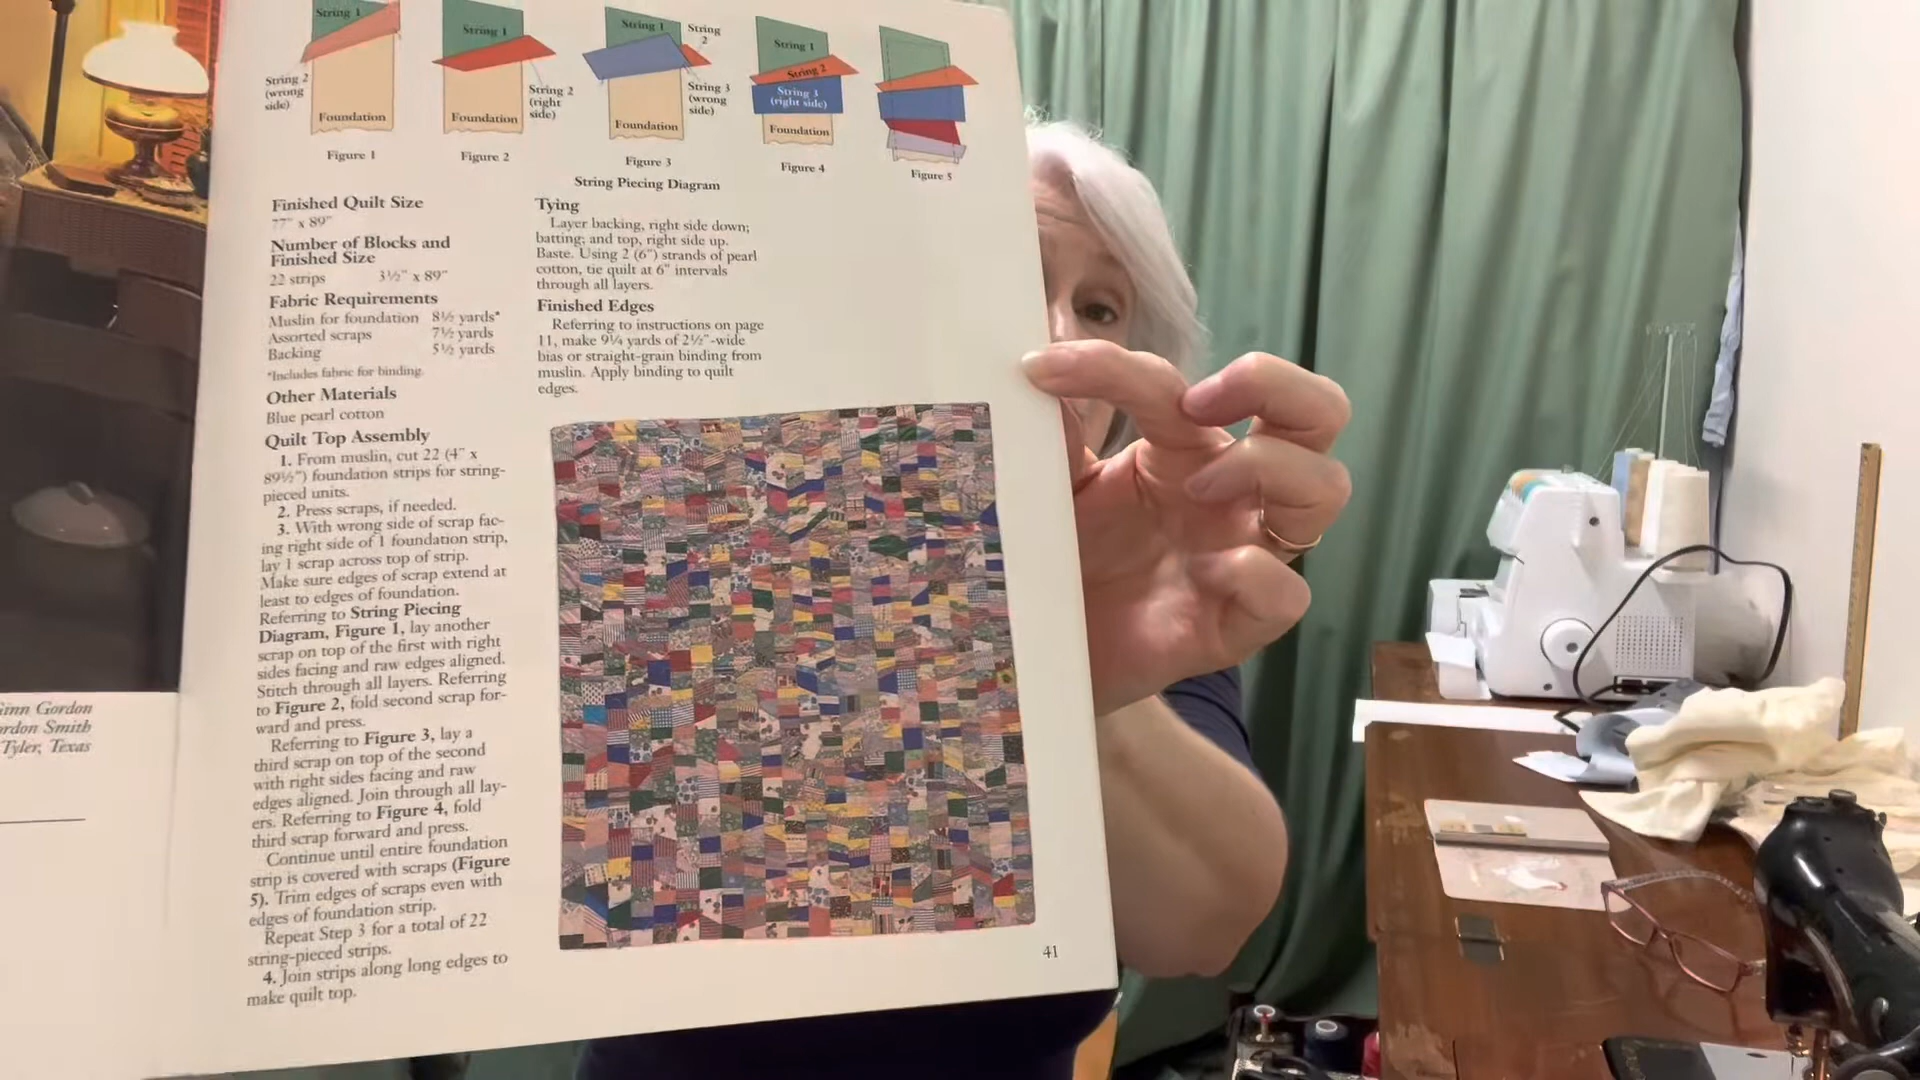 String 1
String 2
(wrong
side)
Foundation
Figure 1
String 1
String 2
(right
side)
Foundation
Figure 2
String 1
String
2
String 3
(wrong
side)
Foundation
Figure 3
String 1
String 2
String 3
(right side)
Foundation
Figure 4
Figure 5
String Piecing Diagram
Finished Quilt Size
77" x 89"
Number of Blocks and
Finished Size
22 strips 3½" x 89"
Fabric Requirements
Muslin for foundation 8½ yards*
Assorted scraps 7½ yards
Backing 5½ yards
*Includes fabric for binding.
Other Materials
Blue pearl cotton
Quilt Top Assembly
1. From muslin, cut 22 (4" x
89½") foundation strips for string-
pieced units.
2. Press scraps, if needed.
3. With wrong side of scrap fac-
ing right side of 1 foundation strip,
lay 1 scrap across top of strip.
Make sure edges of scrap extend at
least to edges of foundation.
Referring to String Piecing
Diagram, Figure 1, lay another
scrap on top of the first with right
sides facing and raw edges aligned.
Stitch through all layers. Referring
to Figure 2, fold second scrap for-
ward and press.
Referring to Figure 3, lay a
third scrap on top of the second
with right sides facing and raw
edges aligned. Join through all lay-
ers. Referring to Figure 4, fold
third scrap forward and press.
Continue until entire foundation
strip is covered with scraps (Figure
5). Trim edges of scraps even with
edges of foundation strip.
Repeat Step 3 for a total of 22
string-pieced strips.
4. Join strips along long edges to
make quilt top.
Tying
Layer backing, right side down;
batting; and top, right side up.
Baste. Using 2 (6") strands of pearl
cotton, tie quilt at 6" intervals
through all layers.
Finished Edges
Referring to instructions on page
11, make 9¼ yards of 2½"-wide
bias or straight-grain binding from
muslin. Apply binding to quilt
edges.
Ginn Gordon
rdon Smith
Tyler, Texas
41